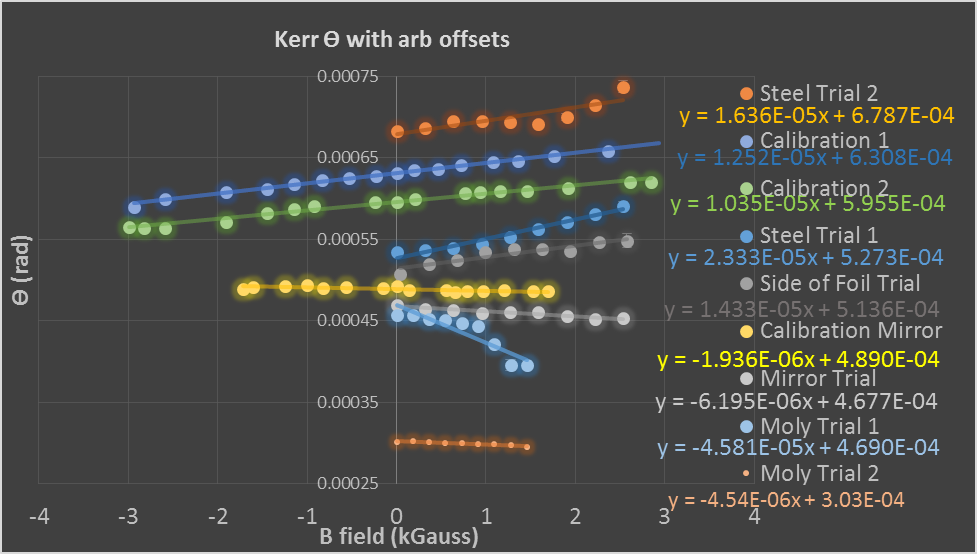 Kerr ϴ with arb offsets
0.00075
0.00065
0.00055
0.00045
0.00035
0.00025
-4 -3 -2 -1 0 1 2 3 4
ϴ (rad)
B field (kGauss)
Steel Trial 2
y = 1.636E-05x + 6.787E-04
Calibration 1
y = 1.252E-05x + 6.308E-04
Calibration 2
y = 1.035E-05x + 5.955E-04
Steel Trial 1
y = 2.333E-05x + 5.273E-04
Side of Foil Trial
y = 1.433E-05x + 5.136E-04
Calibration Mirror
y = -1.936E-06x + 4.890E-04
Mirror Trial
y = -6.195E-06x + 4.677E-04
Moly Trial 1
y = -4.581E-05x + 4.690E-04
Moly Trial 2
y = -4.54E-06x + 3.03E-04